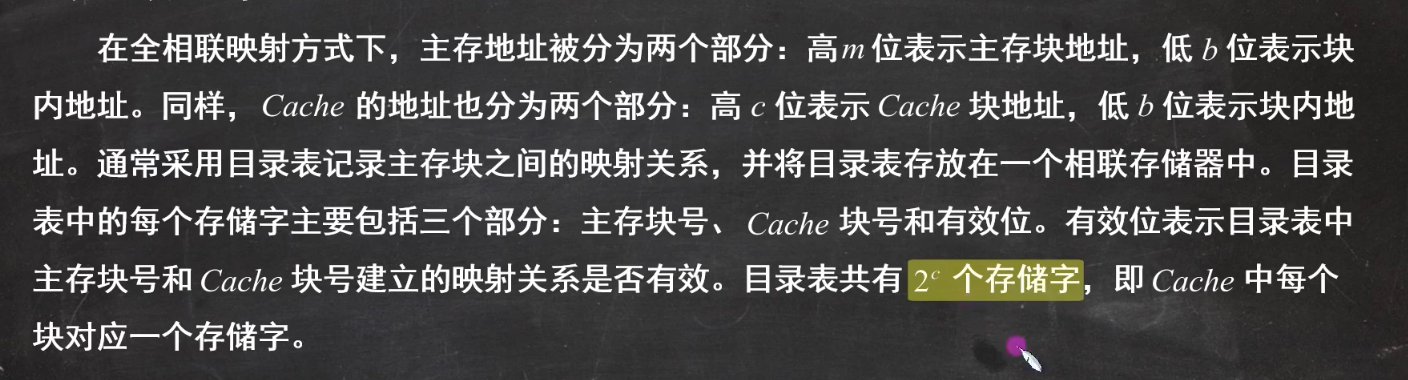 在全相联映射方式下，主存地址被分为两个部分：高m位表示主存块地址，低 b 位表示块
内地址。同样， Cache 的地址也分为两个部分：高 c 位表示 Cache 块地址，低 b 位表示块内地
址。通常采用目录表记录主存块之间的映射关系，并将目录表存放在一个相联存储器中。目录
表中的每个存储字主要包括三个部分：主存块号、 Cache 块号和有效位。有效位表示目录表中
主存块号和 Cache 块号建立的映射关系是否有效。目录表共有 2ᶜ 个存储字，即 Cache 中每个
块对应一个存储字。